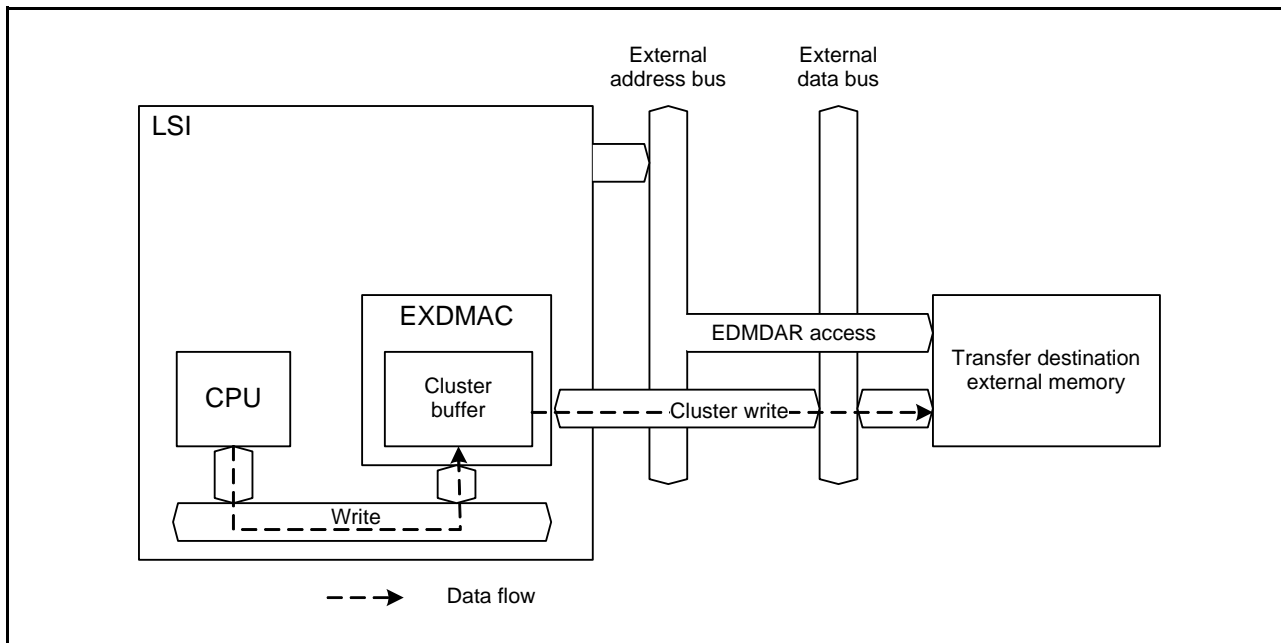 External
address bus
External
data bus
LSI
EXDMAC
EDMDAR access
Transfer destination
external memory
CPU
Cluster
buffer
Cluster write
Write
Data flow